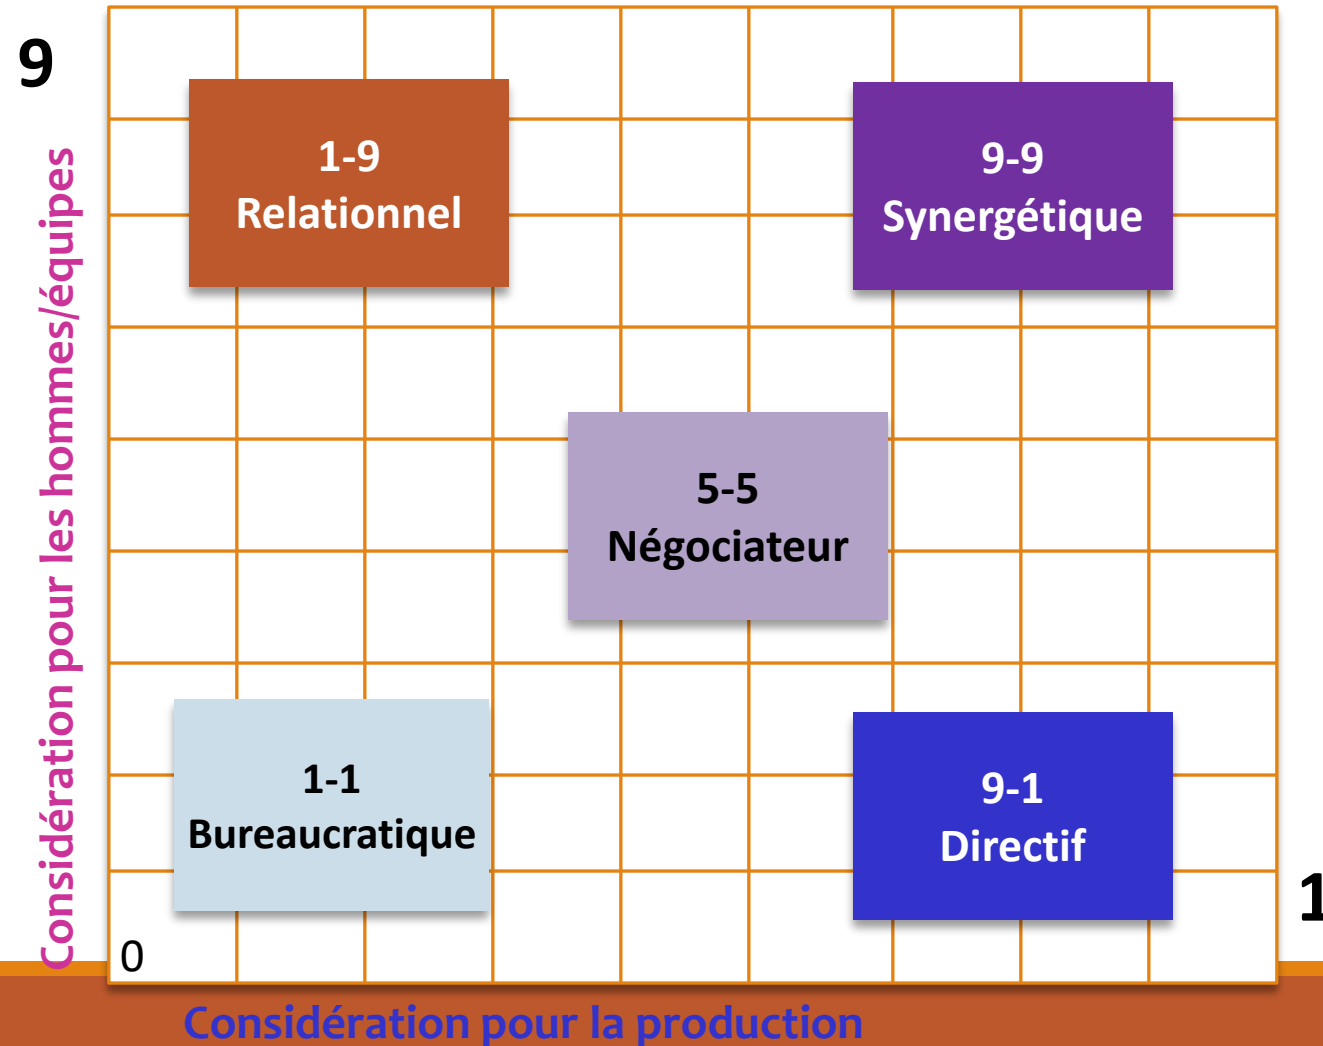 9
Considération pour les hommes/équipes
1-9
Relationnel
9-9
Synergétique
5-5
Négociateur
1-1
Bureaucratique
9-1
Directif
1
0
Considération pour la production